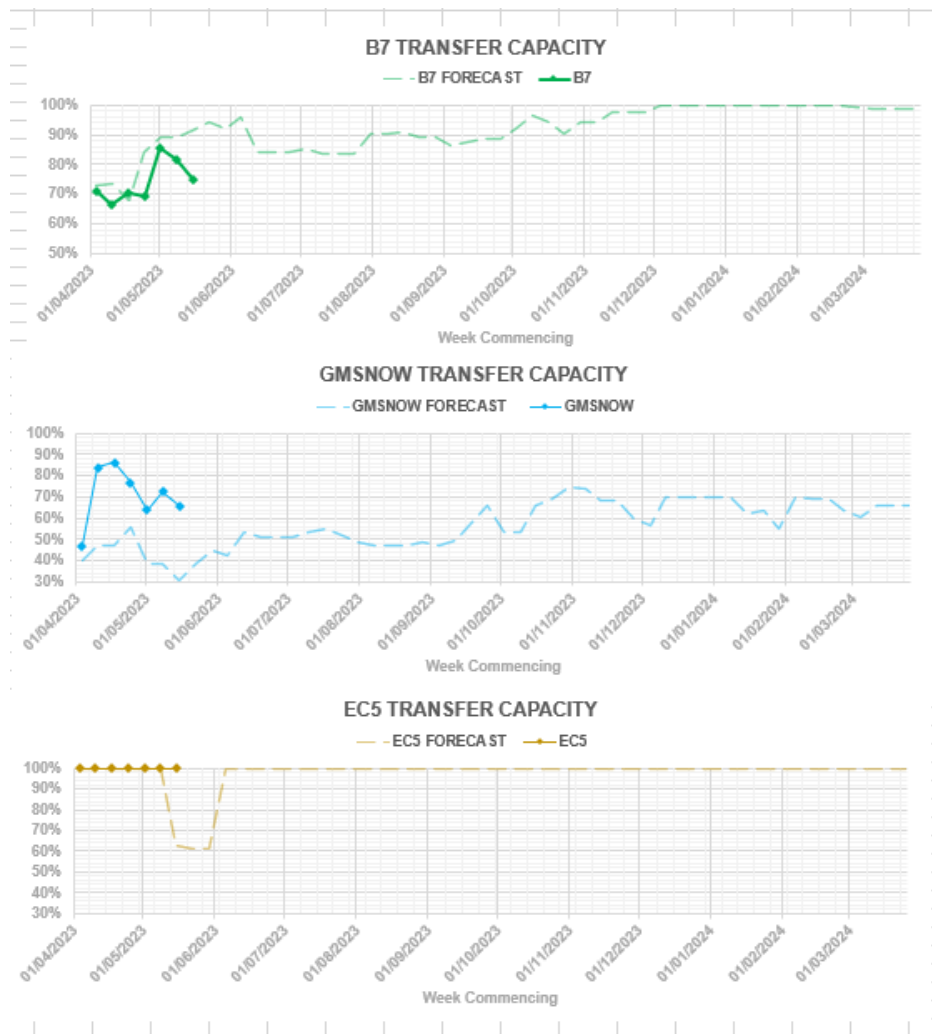 B7 TRANSFER CAPACITY
B7 FORECAST B7
100%
90%
80%
70%
60%
50%
01/04/2023 01/05/2023 01/06/2023 01/07/2023 01/08/2023 01/09/2023 01/10/2023 01/11/2023 01/12/2023 01/01/2024 01/02/2024 01/03/2024
Week Commencing
GMSNOW TRANSFER CAPACITY
GMSNOW FORECAST GMSNOW
100%
90%
80%
70%
60%
50%
40%
30%
01/04/2023 01/05/2023 01/06/2023 01/07/2023 01/08/2023 01/09/2023 01/10/2023 01/11/2023 01/12/2023 01/01/2024 01/02/2024 01/03/2024
Week Commencing
EC5 TRANSFER CAPACITY
EC5 FORECAST EC5
100%
90%
80%
70%
60%
50%
40%
30%
01/04/2023 01/05/2023 01/06/2023 01/07/2023 01/08/2023 01/09/2023 01/10/2023 01/11/2023 01/12/2023 01/01/2024 01/02/2024 01/03/2024
Week Commencing